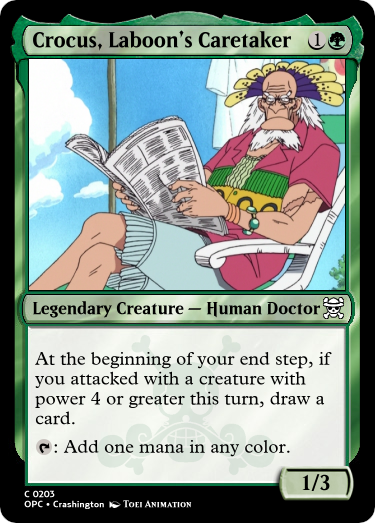 Crocus, Laboon's Caretaker 1
Legendary Creature — Human Doctor
At the beginning of your end step, if
you attacked with a creature with
power 4 or greater this turn, draw a
card.
: Add one mana in any color.
1/3
C 0203
OPC • Crashington TOEI ANIMATION